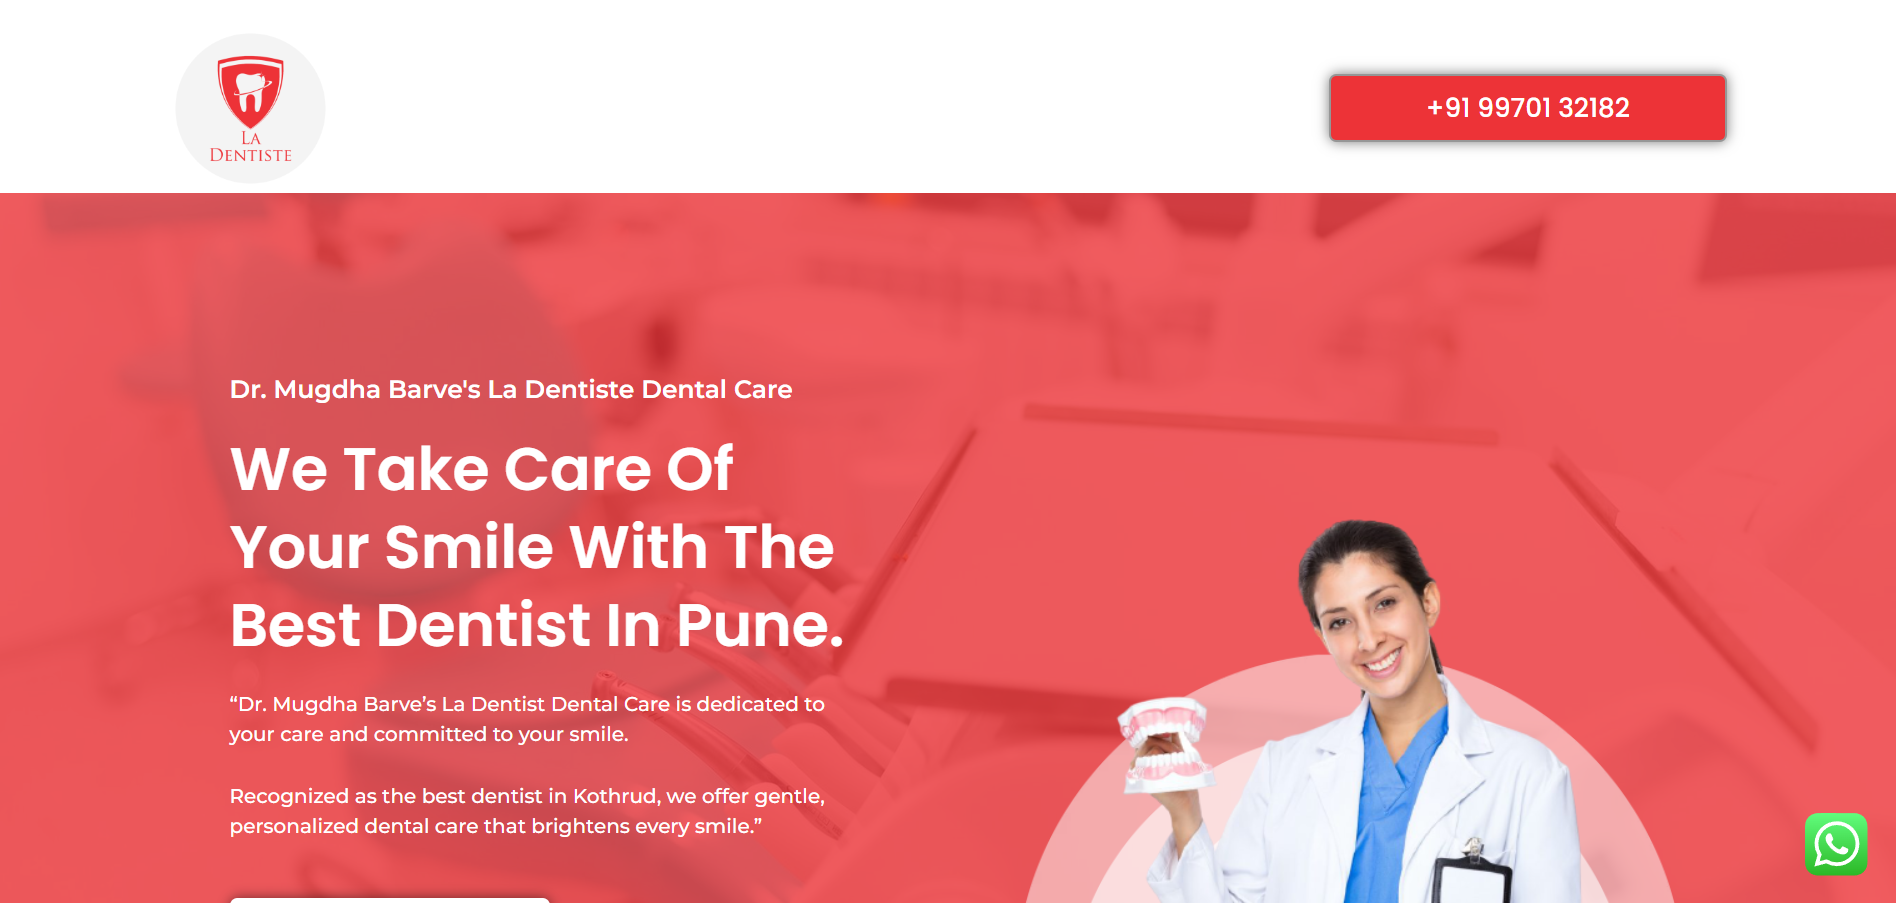 LA
DENTISTE
+91 99701 32182
Dr. Mugdha Barve's La Dentiste Dental Care
We Take Care Of
Your Smile With The
Best Dentist In Pune.
“Dr. Mugdha Barve’s La Dentist Dental Care is dedicated to
your care and committed to your smile.
Recognized as the best dentist in Kothrud, we offer gentle,
personalized dental care that brightens every smile.”